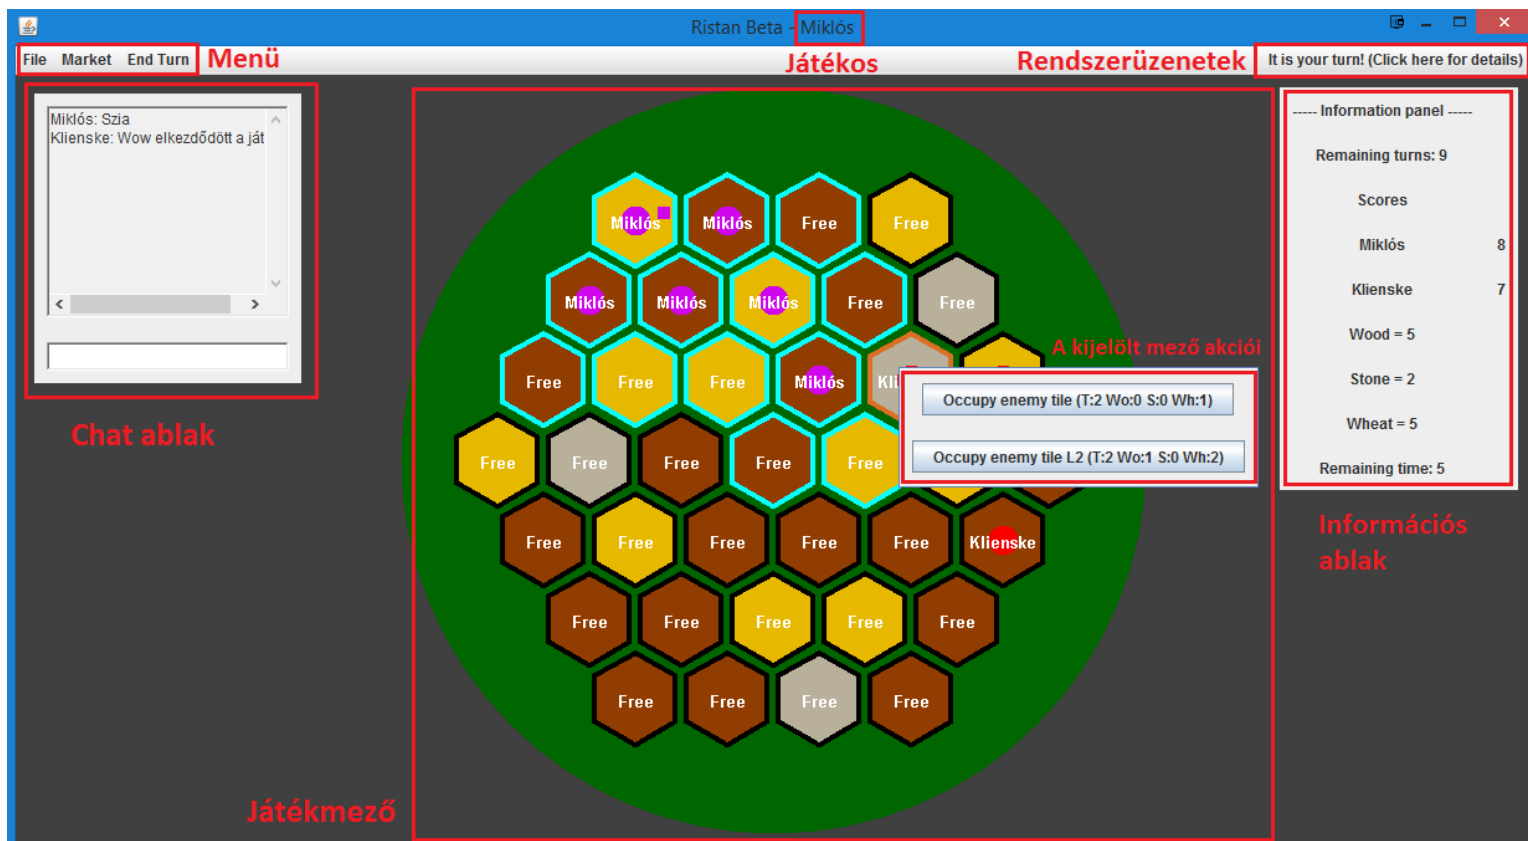 Ristan Beta - Miklós
File Market End Turn Menü
Játékos
Rendszerüzenetek
It is your turn! (Click here for details)
Miklós: Szia
Klienske: Wow elkezdődött a ját
Chat ablak
Miklós Miklós Free Free
Miklós Miklós Miklós Free Free
A kijelölt mező akciói
Free Free Free Miklós
Occupy enemy tile (T:2 Wo:0 S:0 Wh:1)
Occupy enemy tile L2 (T:2 Wo:1 S:0 Wh:2)
Free Free Free Free Free
Free Free Free Free Free Klienske
Free Free Free Free Free
Free Free Free Free
Játékmező
----- Information panel -----
Remaining turns: 9
Scores
Miklós 8
Klienske 7
Wood = 5
Stone = 2
Wheat = 5
Remaining time: 5
Információs
ablak